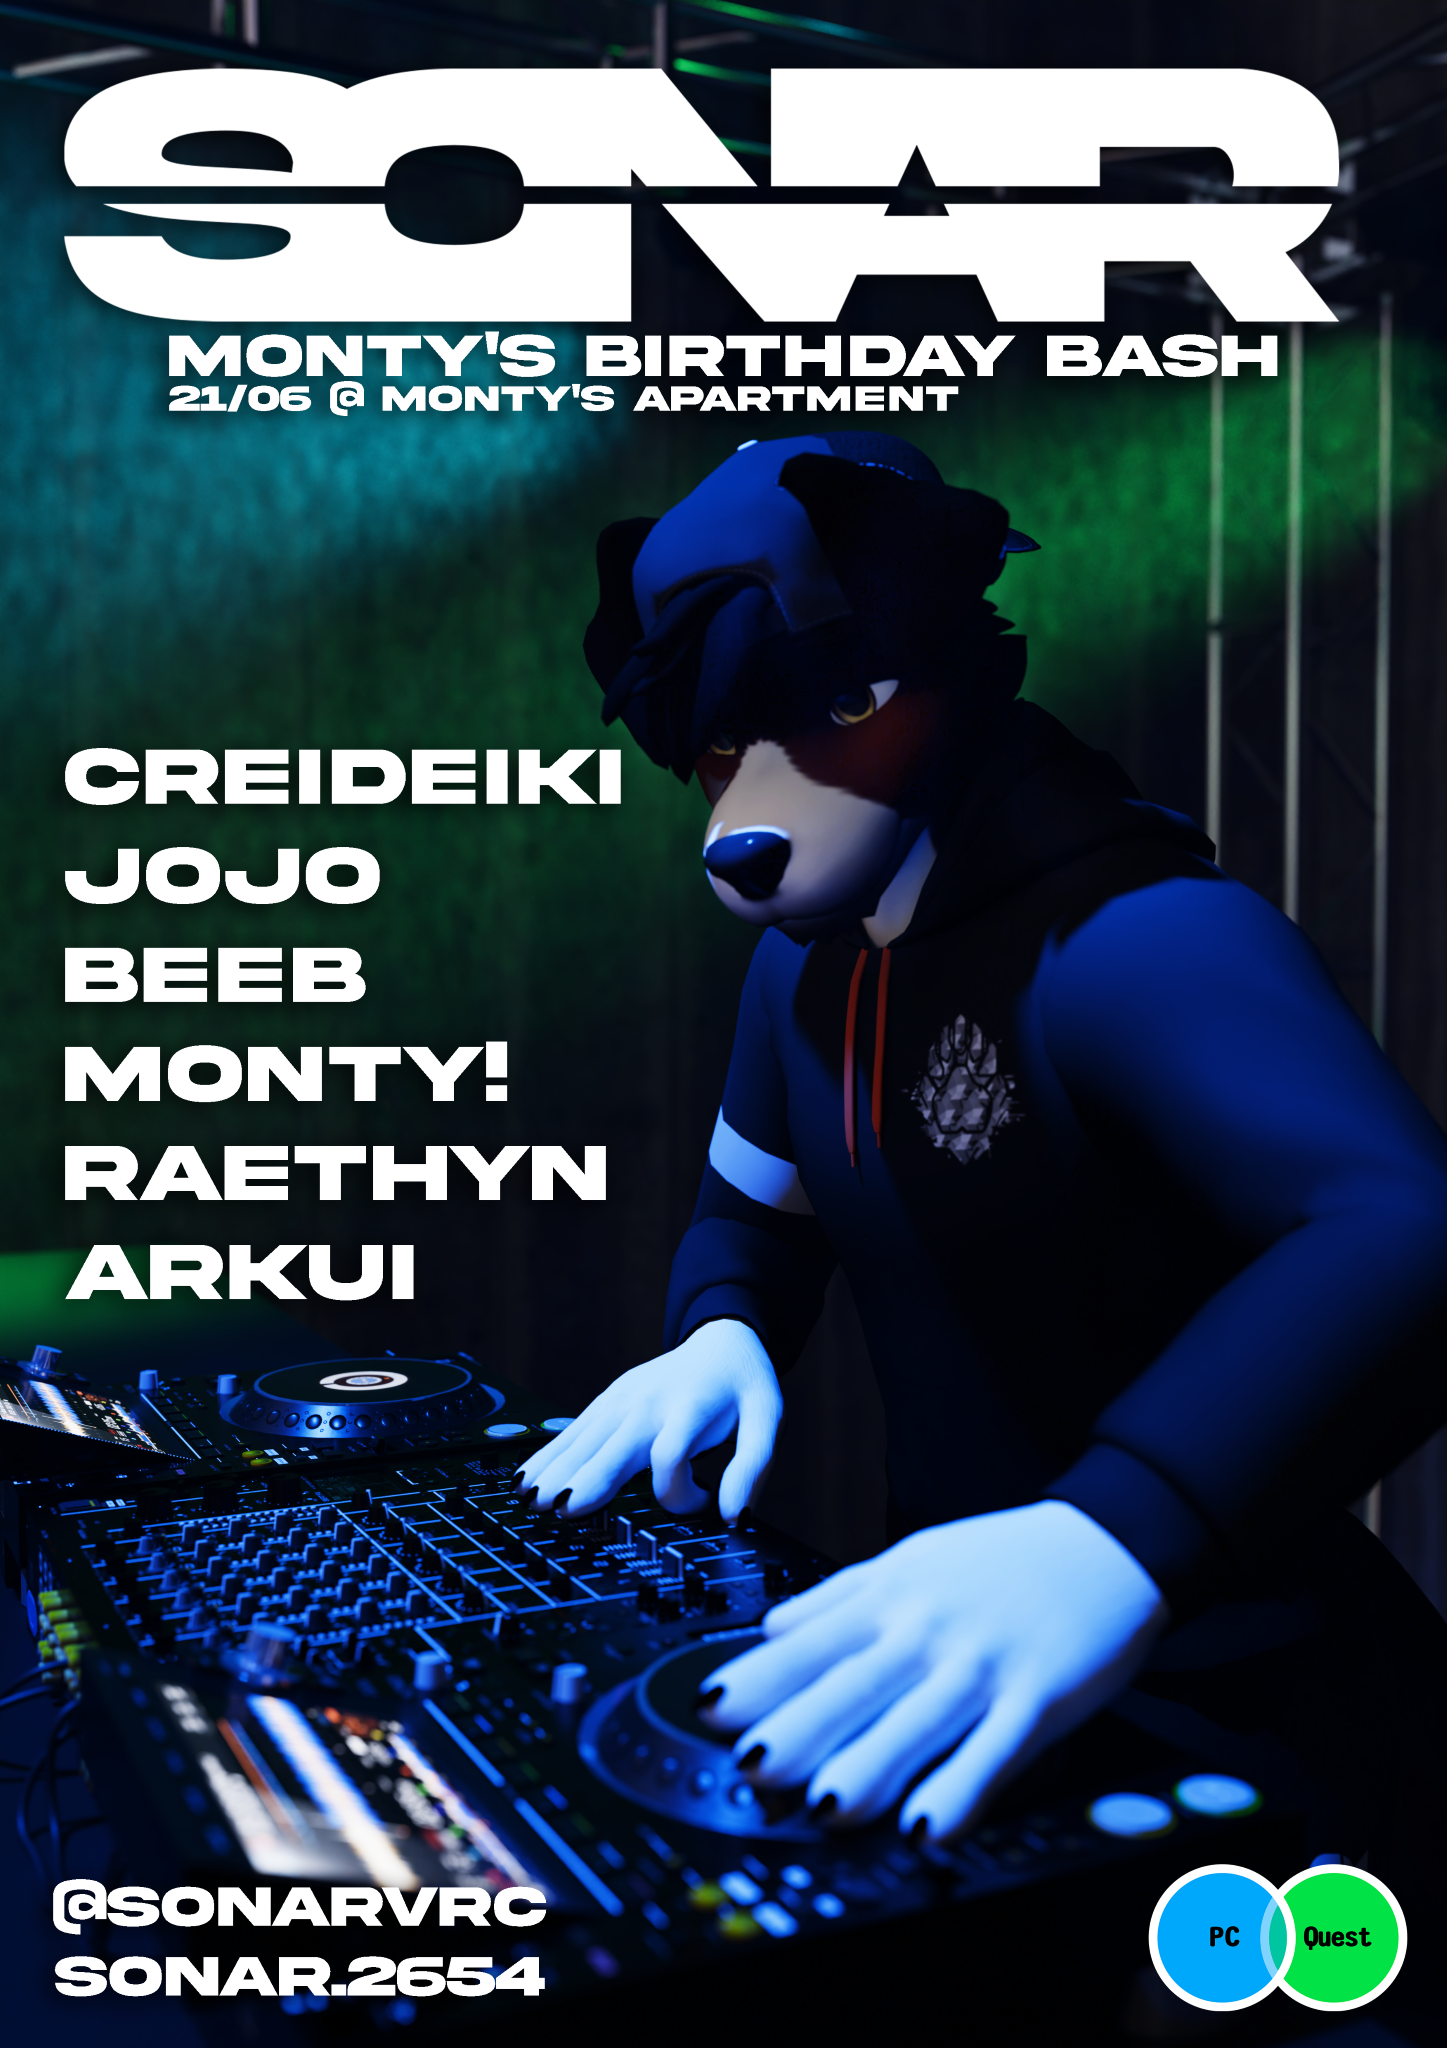 SONAR
MONTY'S BIRTHDAY BASH
21/06 @ MONTY'S APARTMENT
CREIDEIKI
JOJO
BEEB
MONTY!
RAETHYN
ARKUI
@SONARVRC
SONAR.2654
PC Quest